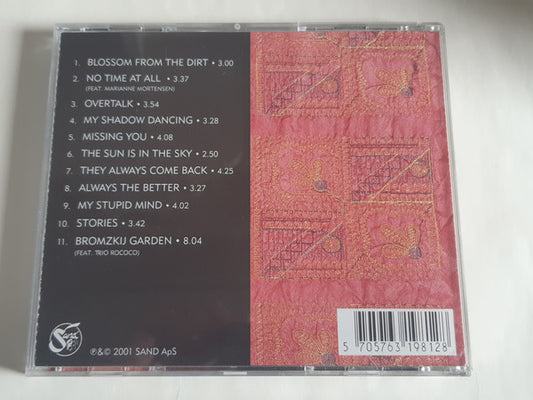 1. BLOSSOM FROM THE DIRT • 3.00
2. NO TIME AT ALL • 3.37
(FEAT. MARIANNE MORTENSEN)
3. OVERTALK • 3.54
4. MY SHADOW DANCING • 3.28
5. MISSING YOU • 4.08
6. THE SUN IS IN THE SKY • 2.50
7. THEY ALWAYS COME BACK • 4.25
8. ALWAYS THE BETTER • 3.27
9. MY STUPID MIND • 4.02
10. STORIES • 3.42
11. BROMZKIJ GARDEN • 8.04
(FEAT. TRIO ROCOCO)
Sand
℗&© 2001 SAND ApS
5 705763 198128